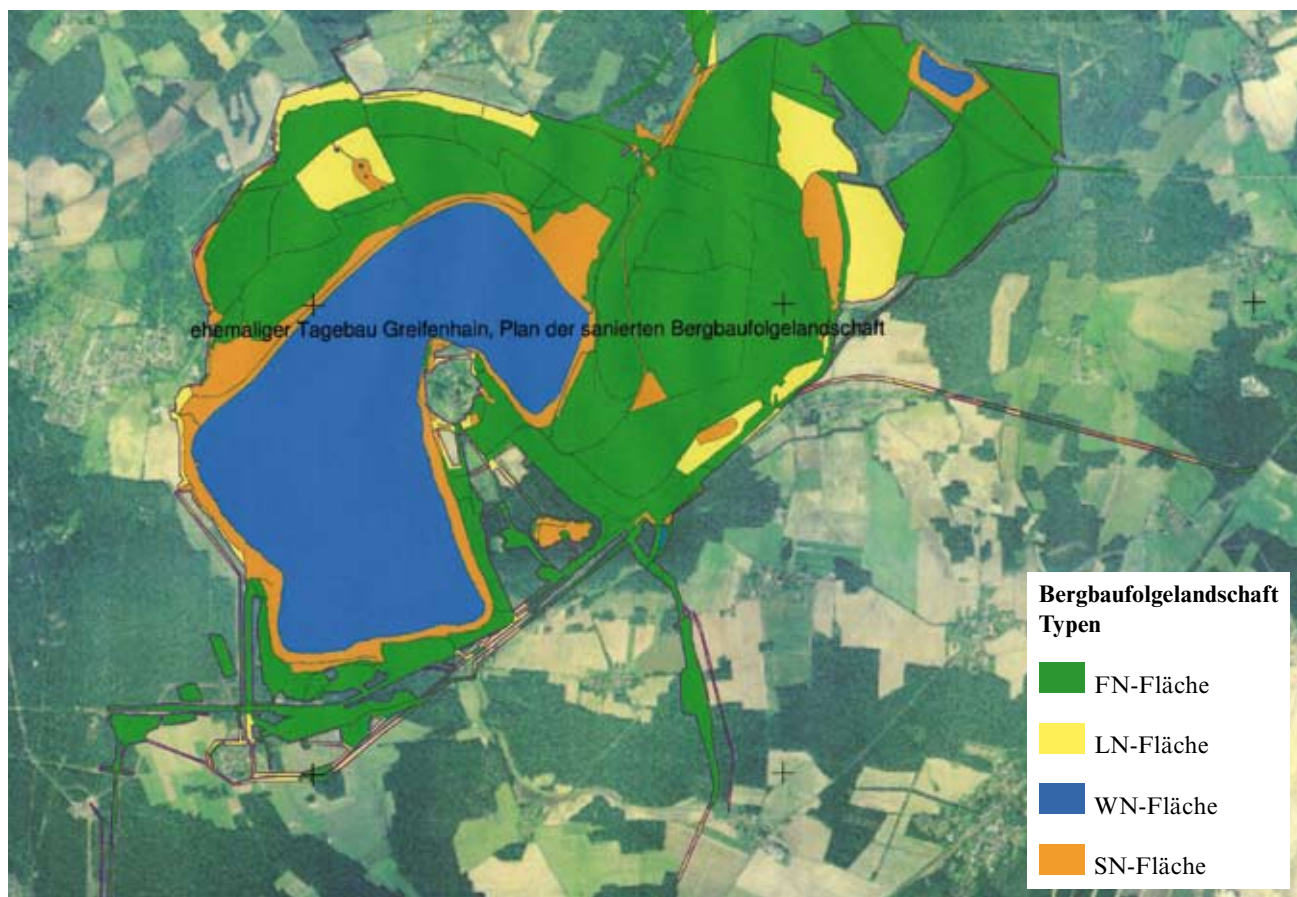 ehemaliger Tagebau Greifenhain, Plan der sanierten Bergbaufolgelandschaft
Bergbaufolgelandschaft
Typen
FN-Fläche
LN-Fläche
WN-Fläche
SN-Fläche